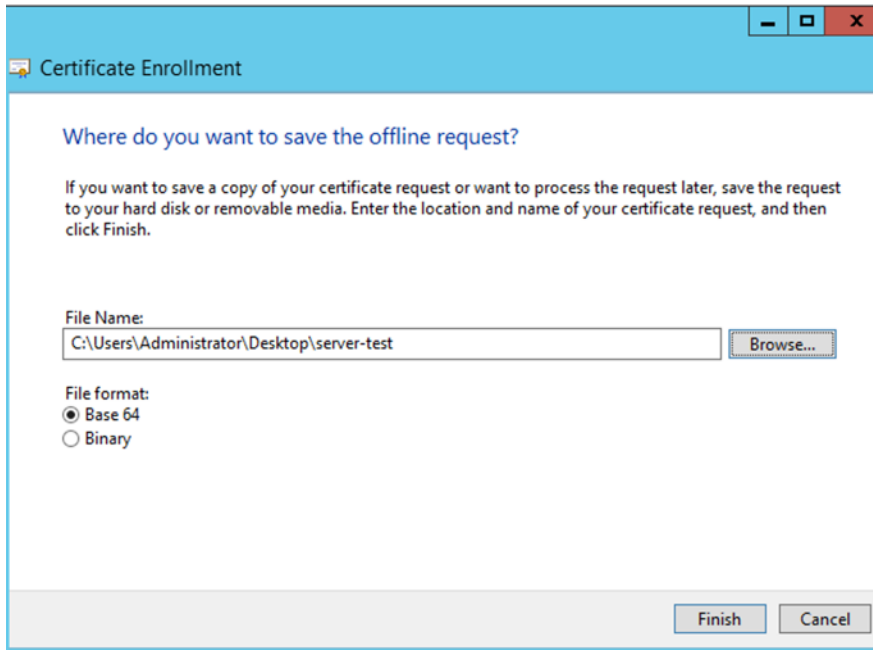 Certificate Enrollment
Where do you want to save the offline request?
If you want to save a copy of your certificate request or want to process the request later, save the request
to your hard disk or removable media. Enter the location and name of your certificate request, and then
click Finish.
File Name:
C:\Users\Administrator\Desktop\server-test
Browse...
File format:
Base 64
Binary
Finish
Cancel